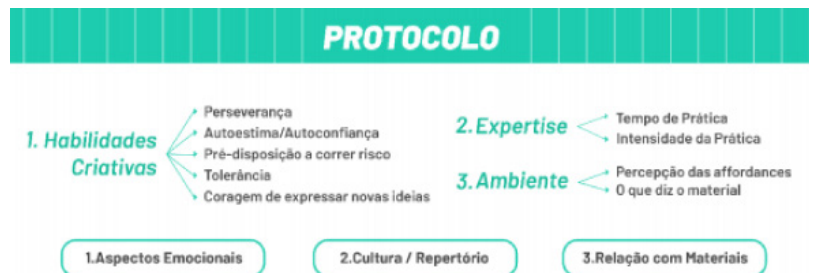 PROTOCOLO
1. Habilidades
Criativas
Perseverança
Autoestima/Autoconfiança
Pré-disposição a correr risco
Tolerância
Coragem de expressar novas ideias
2. Expertise
Tempo de Prática
Intensidade da Prática
3. Ambiente
Percepção das affordances
O que diz o material
1.Aspectos Emocionais
2.Cultura / Repertório
3.Relação com Materiais